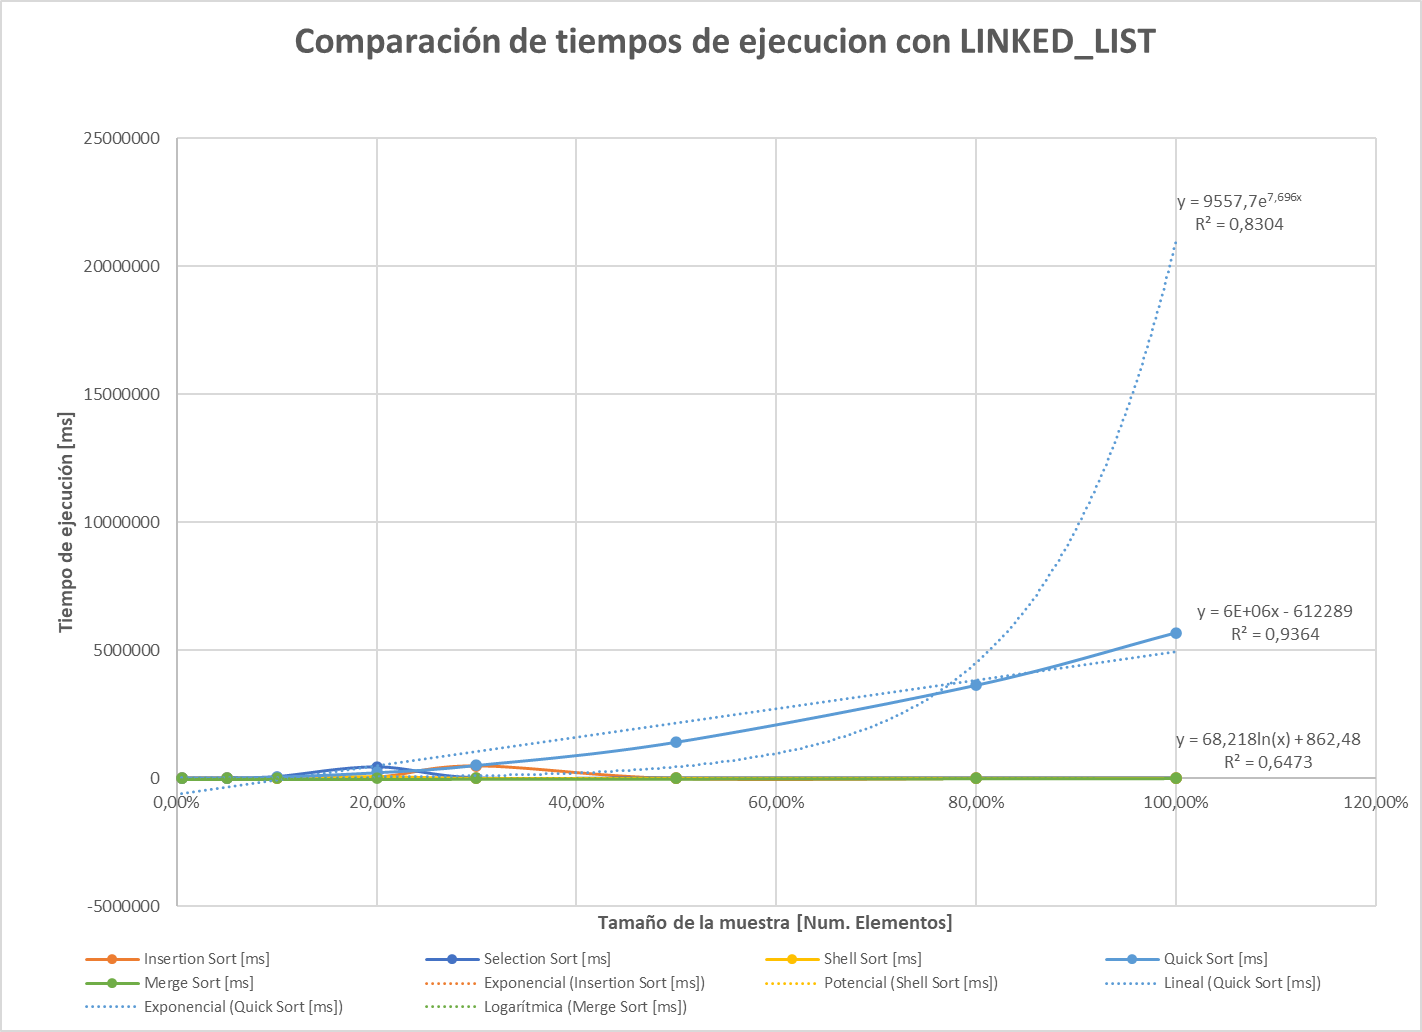 Comparación de tiempos de ejecucion con LINKED_LIST
25000000
20000000
15000000
10000000
5000000
0
-5000000
Tiempo de ejecución [ms]
y = 9557,7e^7,696x
R² = 0,8304
y = 6E+06x - 612289
R² = 0,9364
y = 68,218ln(x) + 862,48
R² = 0,6473
0,00% 20,00% 40,00% 60,00% 80,00% 100,00% 120,00%
Tamaño de la muestra [Num. Elementos]
Insertion Sort [ms] Selection Sort [ms] Shell Sort [ms] Quick Sort [ms]
Merge Sort [ms] Exponencial (Insertion Sort [ms]) Potencial (Shell Sort [ms]) Lineal (Quick Sort [ms])
Exponencial (Quick Sort [ms]) Logarítmica (Merge Sort [ms])